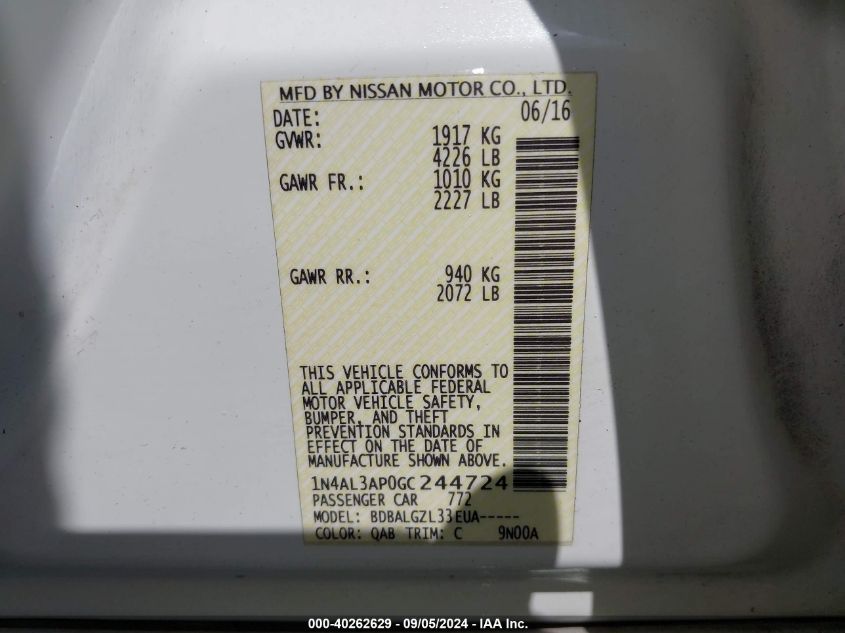 MFD BY NISSAN MOTOR CO., LTD.
DATE: 06/16
GVWR: 1917 KG
4226 LB
GAWR FR.: 1010 KG
2227 LB
GAWR RR.: 940 KG
2072 LB
THIS VEHICLE CONFORMS TO
ALL APPLICABLE FEDERAL
MOTOR VEHICLE SAFETY,
BUMPER, AND THEFT
PREVENTION STANDARDS IN
EFFECT ON THE DATE OF
MANUFACTURE SHOWN ABOVE.
1N4AL3AP0GC244724
PASSENGER CAR 772
MODEL: BDBALGZL33EUA-----
COLOR: QAB TRIM: C 9N00A
000-40262629 - 09/05/2024 - IAA Inc.